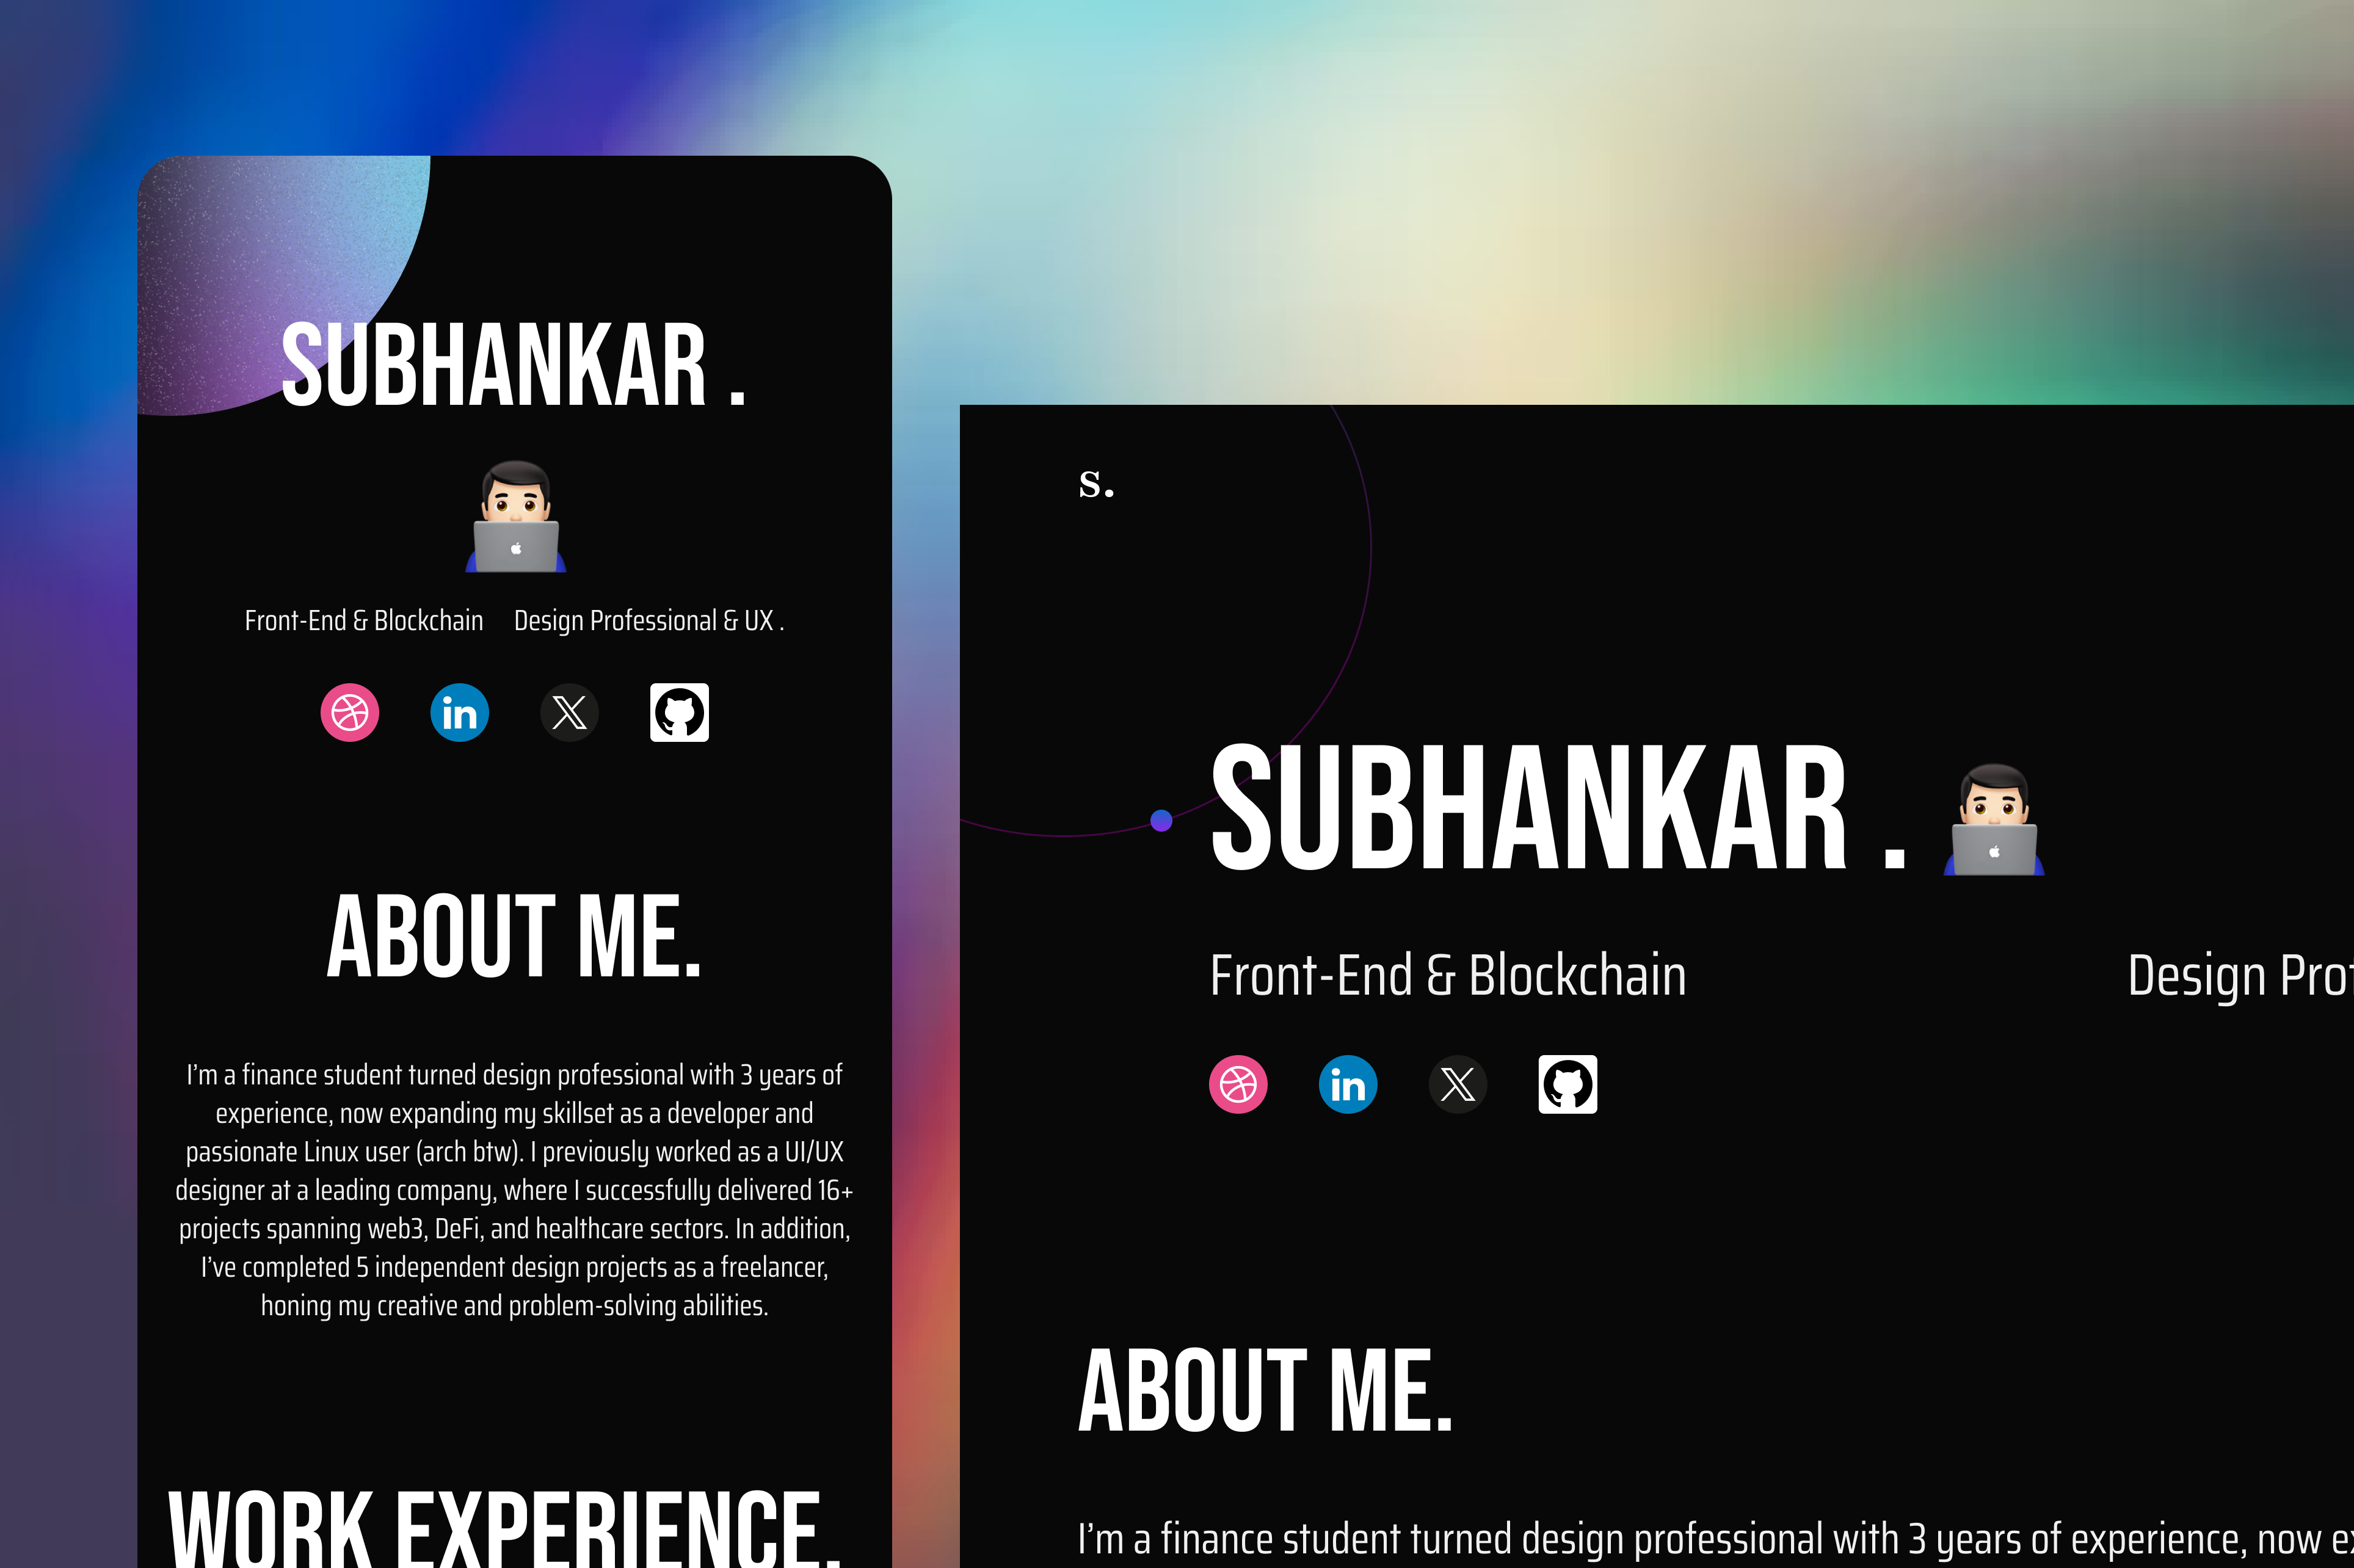 SUBHANKAR .
Front-End & Blockchain Design Professional & UX .
in
ABOUT ME.
I'm a finance student turned design professional with 3 years of
experience, now expanding my skillset as a developer and
passionate Linux user (arch btw). I previously worked as a UI/UX
designer at a leading company, where I successfully delivered 16+
projects spanning web3, DeFi, and healthcare sectors. In addition,
I've completed 5 independent design projects as a freelancer,
honing my creative and problem-solving abilities.
WORK EXPERIENCE.
s.
SUBHANKAR .
Front-End & Blockchain Design Prof
in
ABOUT ME.
I'm a finance student turned design professional with 3 years of experience, now ex